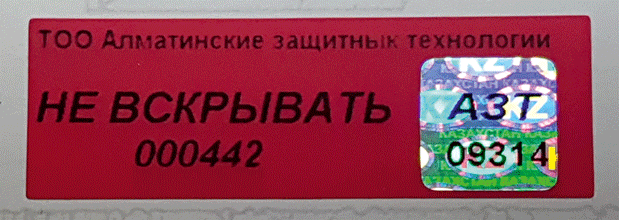 ТОО Алматинские защитнык технологии
НЕ ВСКРЫВАТЬ
000442
АЗТ
09314